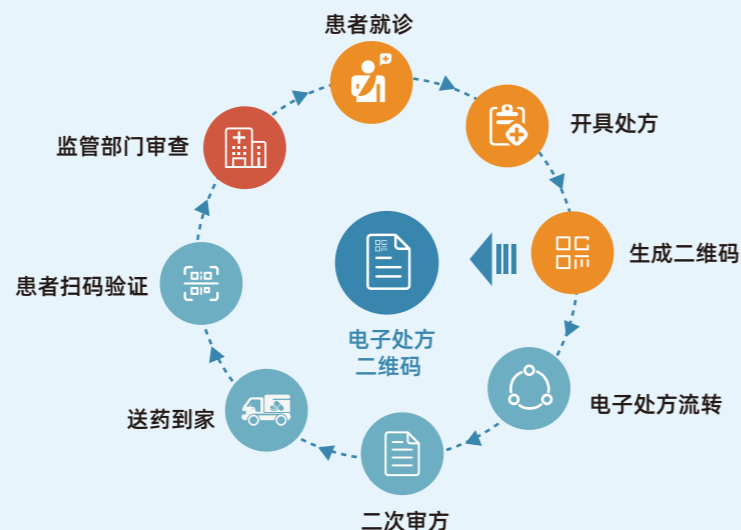 患者就诊
开具处方
生成二维码
电子处方流转
二次审方
送药到家
患者扫码验证
监管部门审查
电子处方
二维码